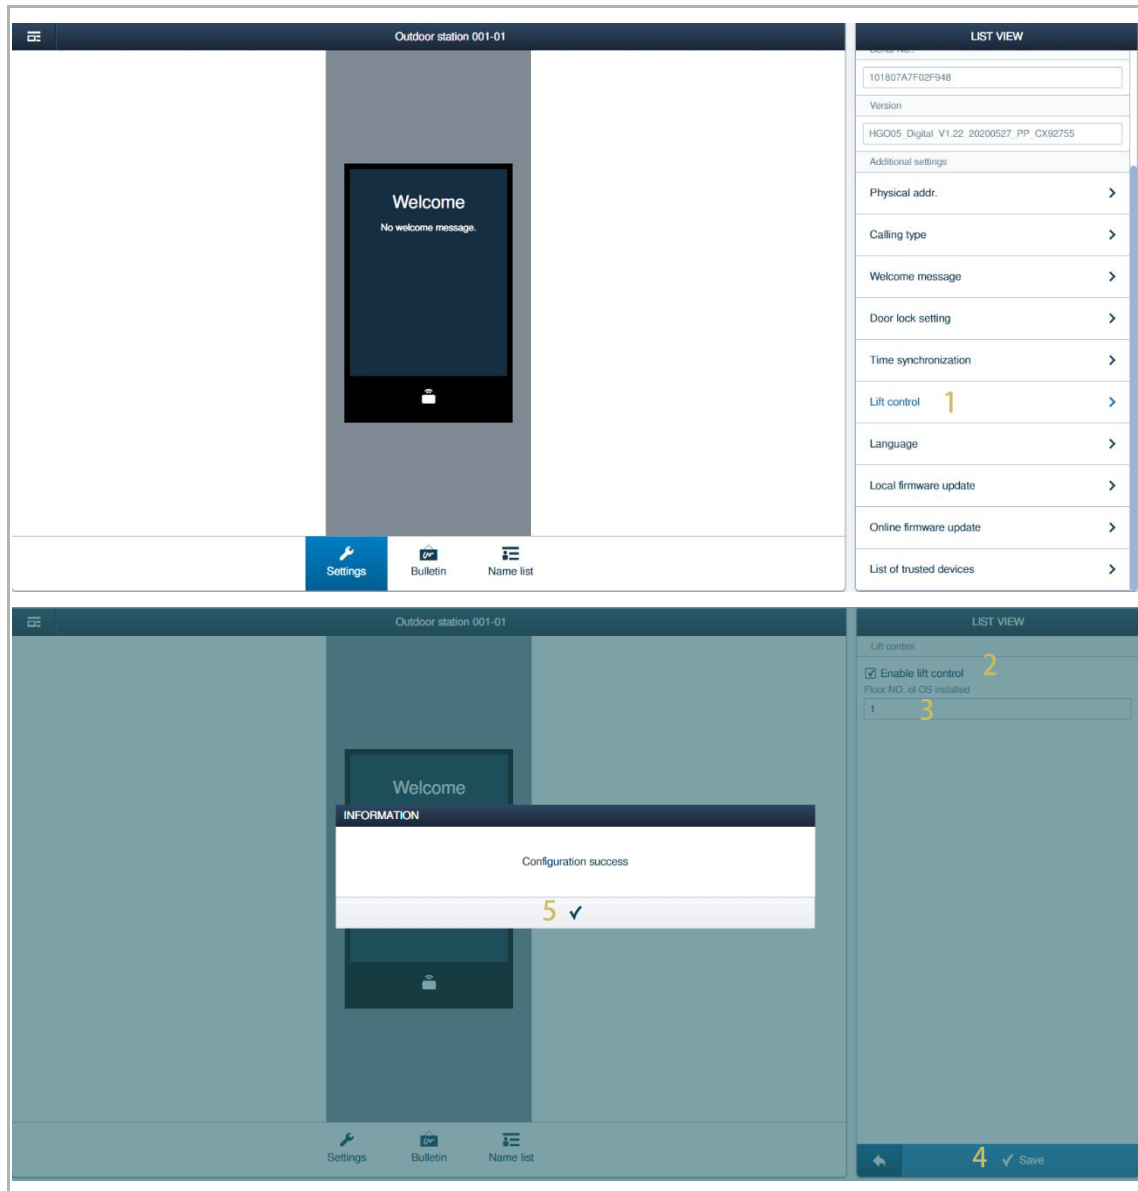 Outdoor station 001-01
LIST VIEW
101807A7F02F948
Version
HGO05_Digital_V1.22_20200527_PP_CX92755
Additional settings
Physical addr.
Calling type
Welcome message
Door lock setting
Time synchronization
Lift control 1
Language
Local firmware update
Online firmware update
List of trusted devices
Welcome
No welcome message.
Settings
Bulletin
Name list
Outdoor station 001-01
LIST VIEW
Lift control
2
Enable lift control
Floor NO. of OS installed
1 3
Welcome
INFORMATION
Configuration success
5
Settings
Bulletin
Name list
4 Save